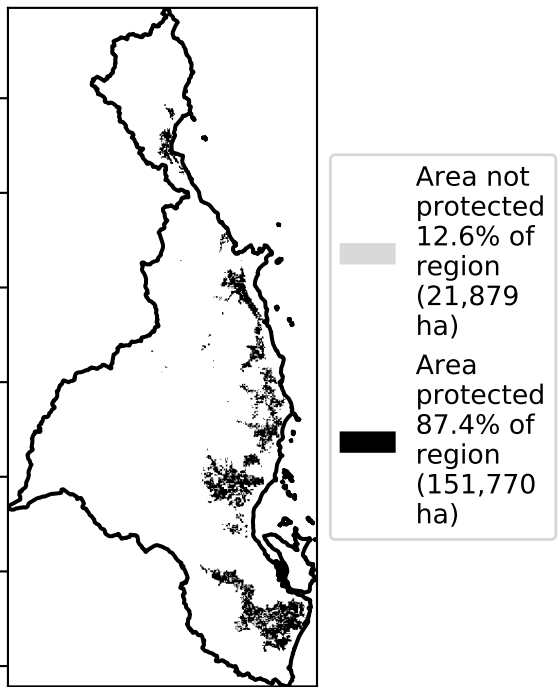 Area not
protected
12.6% of
region
(21,879
ha)
Area
protected
87.4% of
region
(151,770
ha)